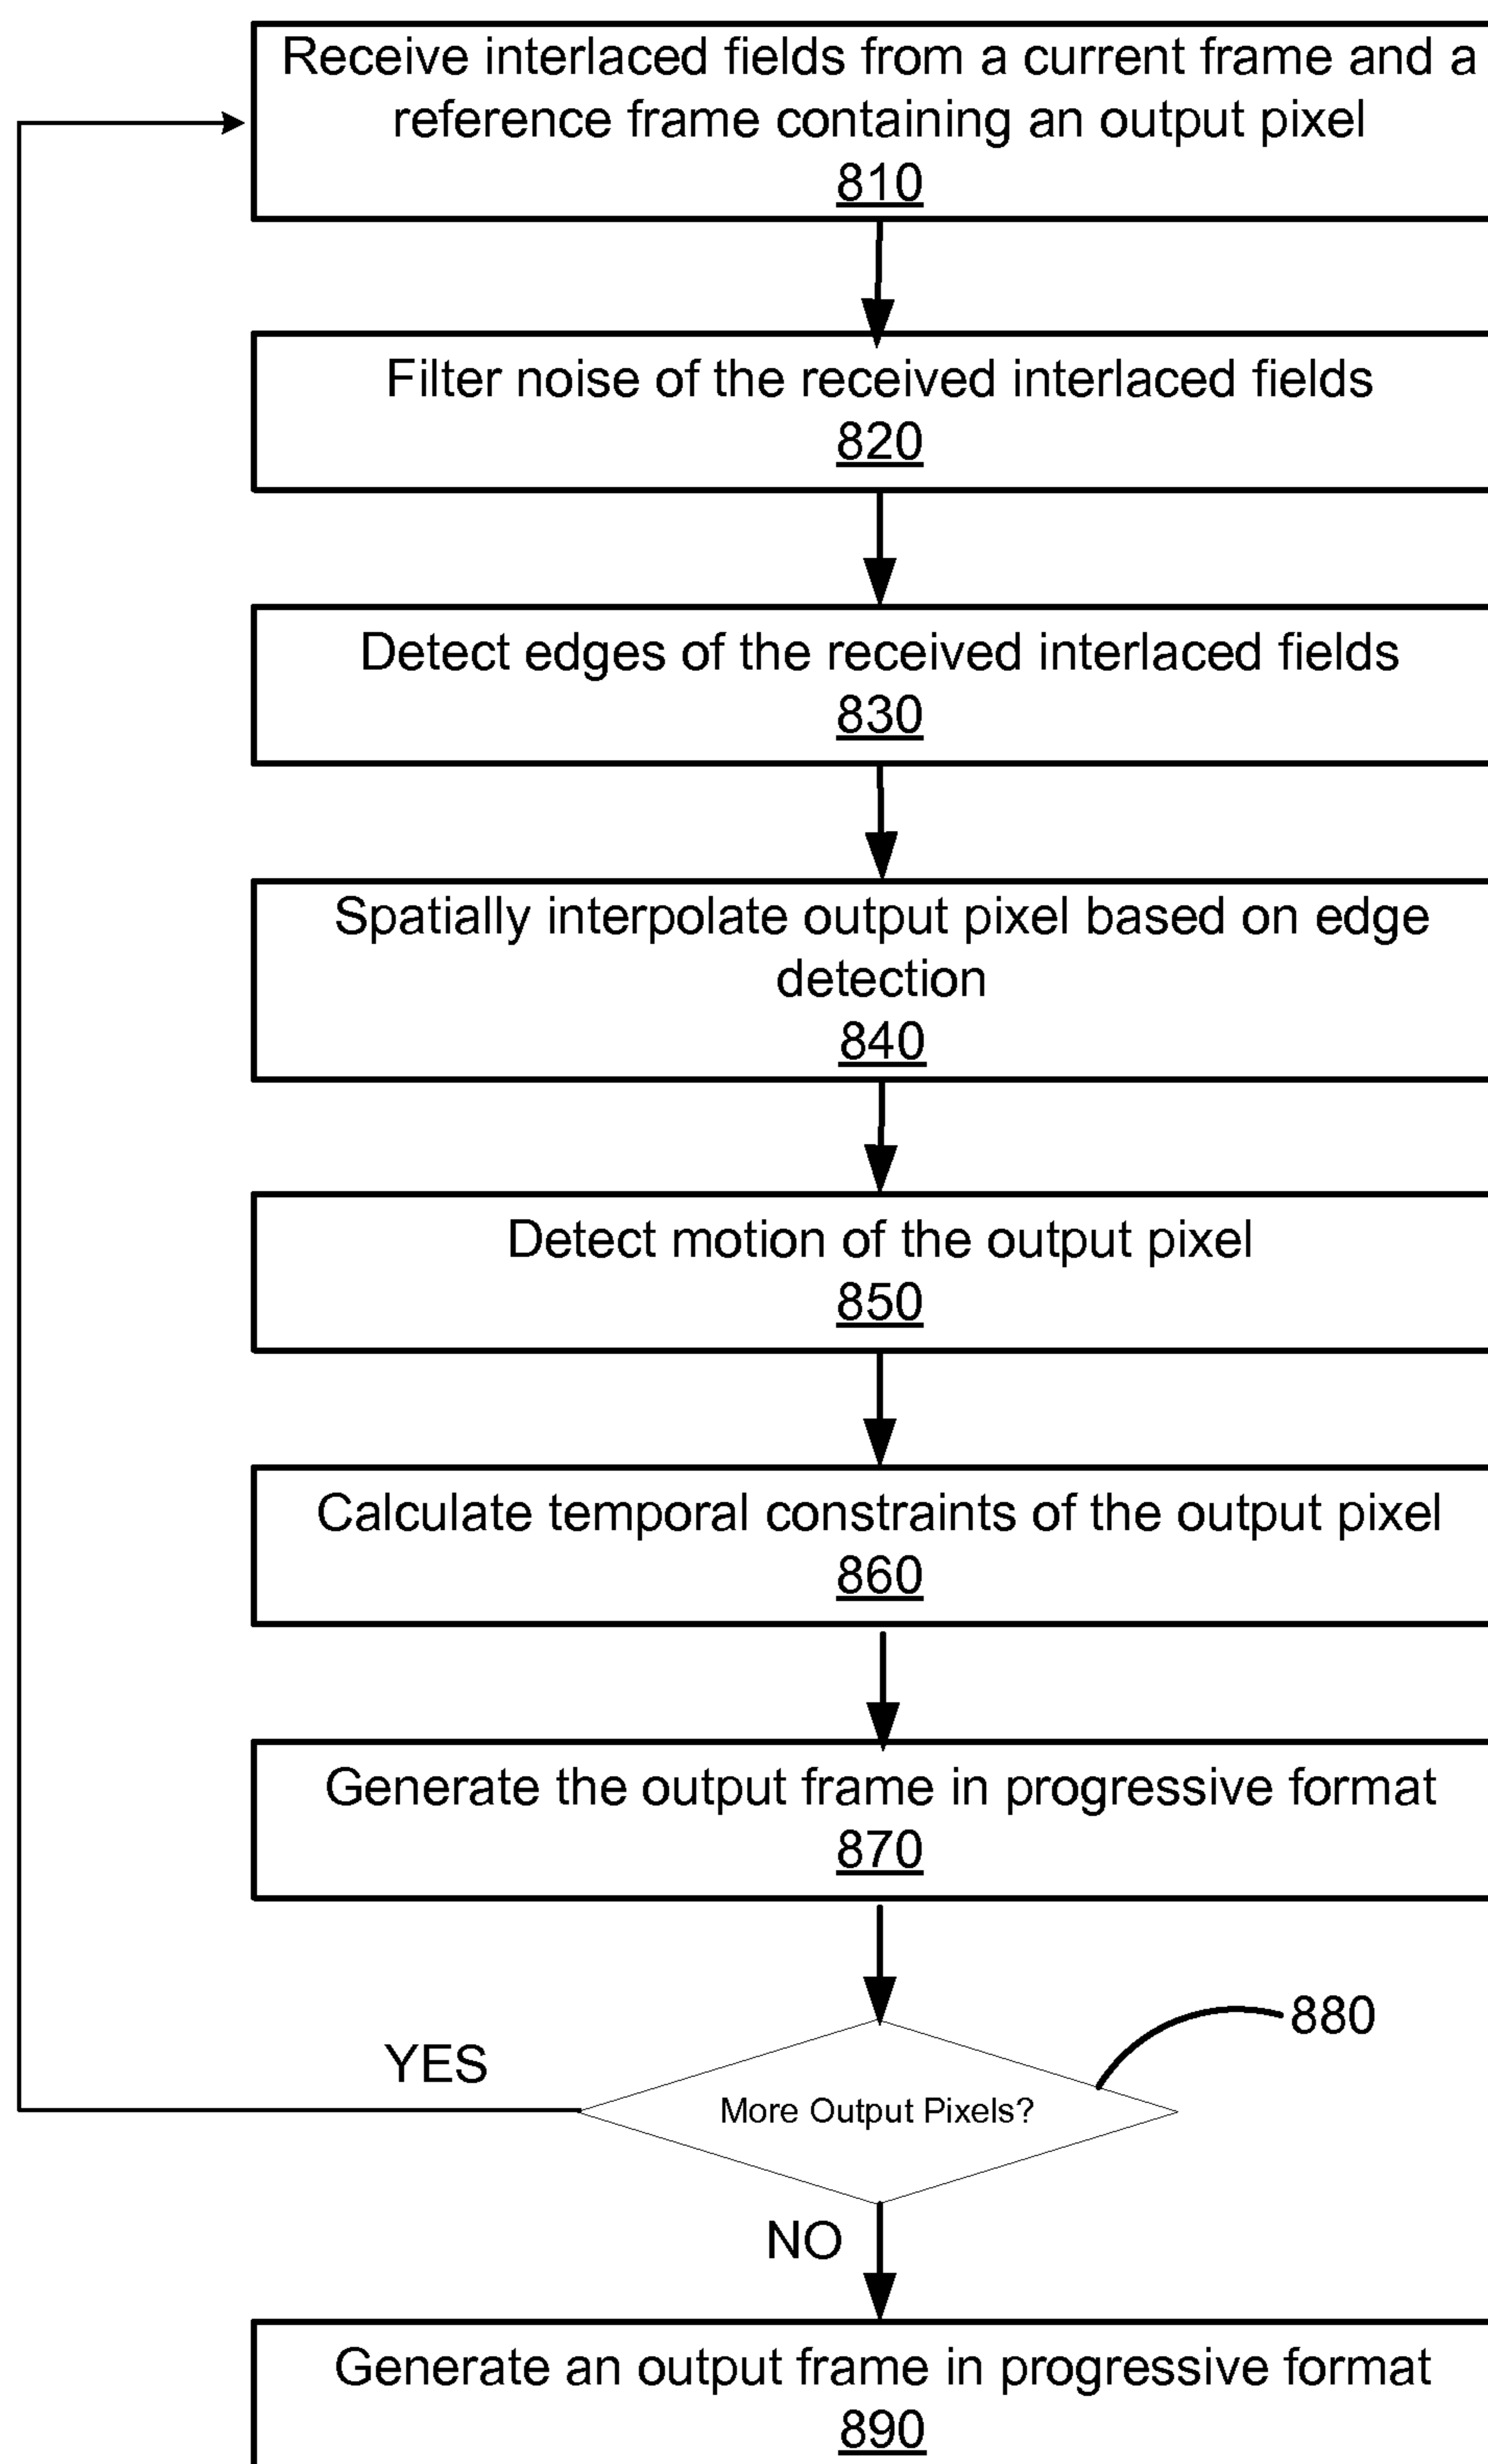 Receive interlaced fields from a current frame and a
reference frame containing an output pixel
810
Filter noise of the received interlaced fields
820
Detect edges of the received interlaced fields
830
Spatially interpolate output pixel based on edge
detection
840
Detect motion of the output pixel
850
Calculate temporal constraints of the output pixel
860
Generate the output frame in progressive format
870
880
YES
More Output Pixels?
NO
Generate an output frame in progressive format
890